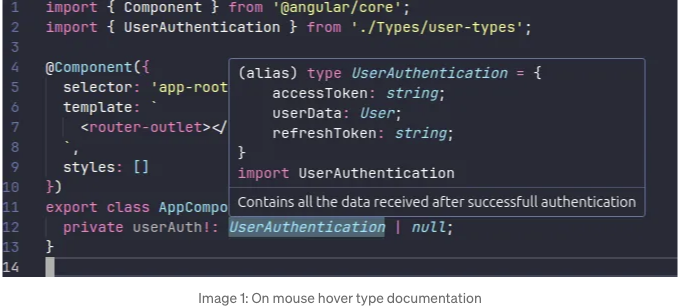 1 import { Component } from '@angular/core';
2 import { UserAuthentication } from './Types/user-types';
3
4 @Component({
5 selector: 'app-root
6 template: `
7 <router-outlet></
8 `,
9 styles: []
10 })
11 export class AppCompo
12 private userAuth!: UserAuthentication | null;
13 }
14
(alias) type UserAuthentication = {
accessToken: string;
userData: User;
refreshToken: string;
}
import UserAuthentication
Contains all the data received after successfull authentication
Image 1: On mouse hover type documentation